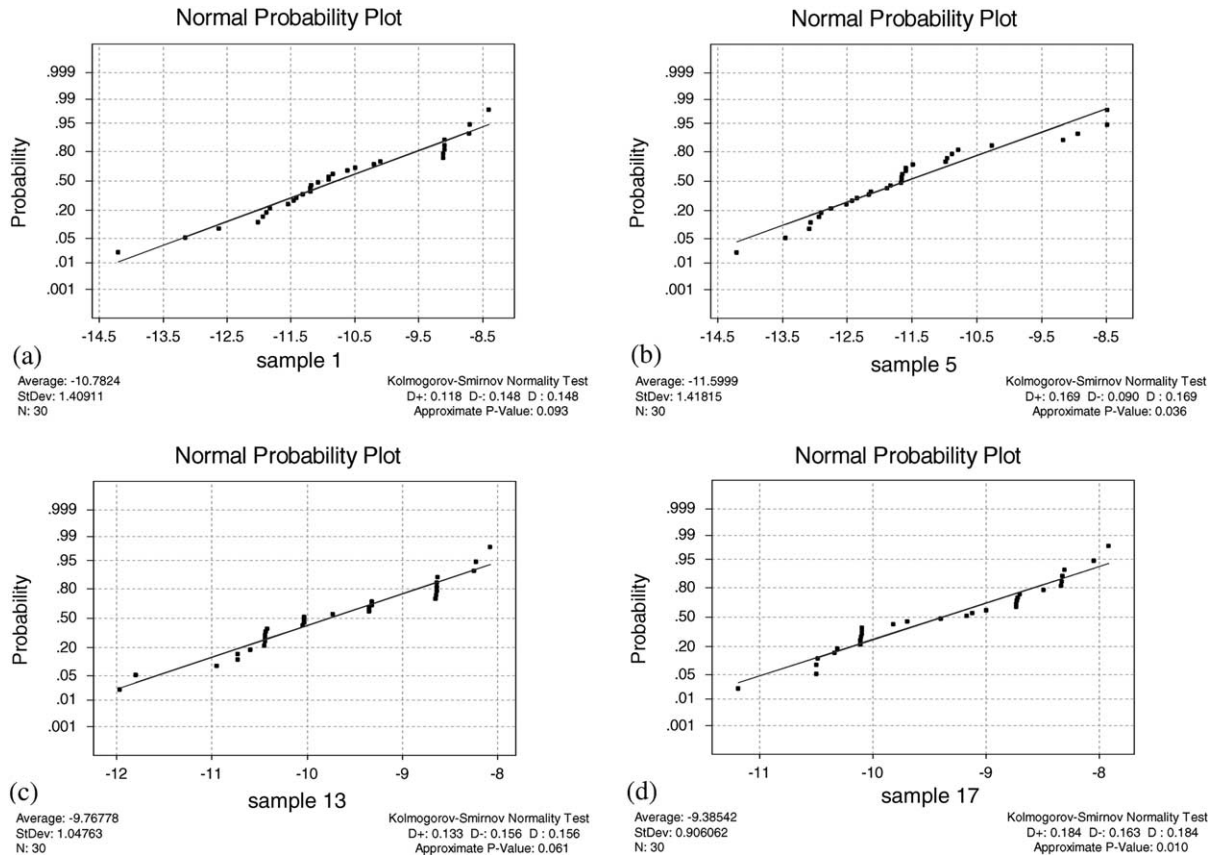 Normal Probability Plot
.999
.99
.95
.80
.50
.20
.05
.01
.001
Probability
-14.5 -13.5 -12.5 -11.5 -10.5 -9.5 -8.5
sample 1
(a)
Average: -10.7824
StDev: 1.40911
N: 30
Kolmogorov-Smirnov Normality Test
D+: 0.118 D-: 0.148 D : 0.148
Approximate P-Value: 0.093
Normal Probability Plot
.999
.99
.95
.80
.50
.20
.05
.01
.001
Probability
-14.5 -13.5 -12.5 -11.5 -10.5 -9.5 -8.5
sample 5
(b)
Average: -11.5999
StDev: 1.41815
N: 30
Kolmogorov-Smirnov Normality Test
D+: 0.169 D-: 0.090 D : 0.169
Approximate P-Value: 0.036
Normal Probability Plot
.999
.99
.95
.80
.50
.20
.05
.01
.001
Probability
-12 -11 -10 -9 -8
sample 13
(c)
Average: -9.76778
StDev: 1.04763
N: 30
Kolmogorov-Smirnov Normality Test
D+: 0.133 D-: 0.156 D : 0.156
Approximate P-Value: 0.061
Normal Probability Plot
.999
.99
.95
.80
.50
.20
.05
.01
.001
Probability
-11 -10 -9 -8
sample 17
(d)
Average: -9.38542
StDev: 0.906062
N: 30
Kolmogorov-Smirnov Normality Test
D+: 0.184 D-: 0.163 D : 0.184
Approximate P-Value: 0.010